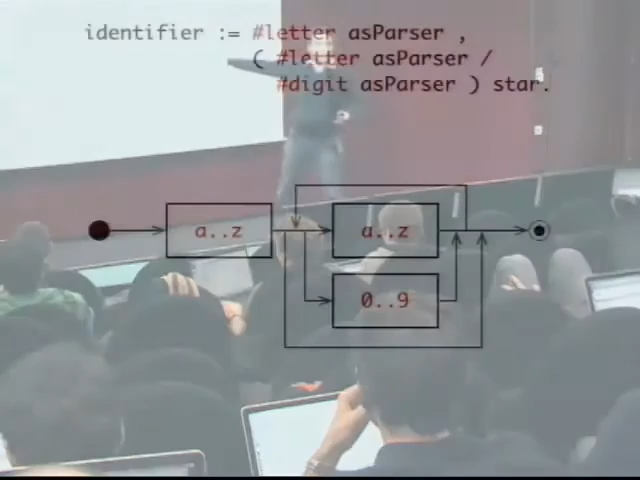 identifier := #letter asParser ,
( #letter asParser /
#digit asParser ) star.
a..z
a..z
0..9